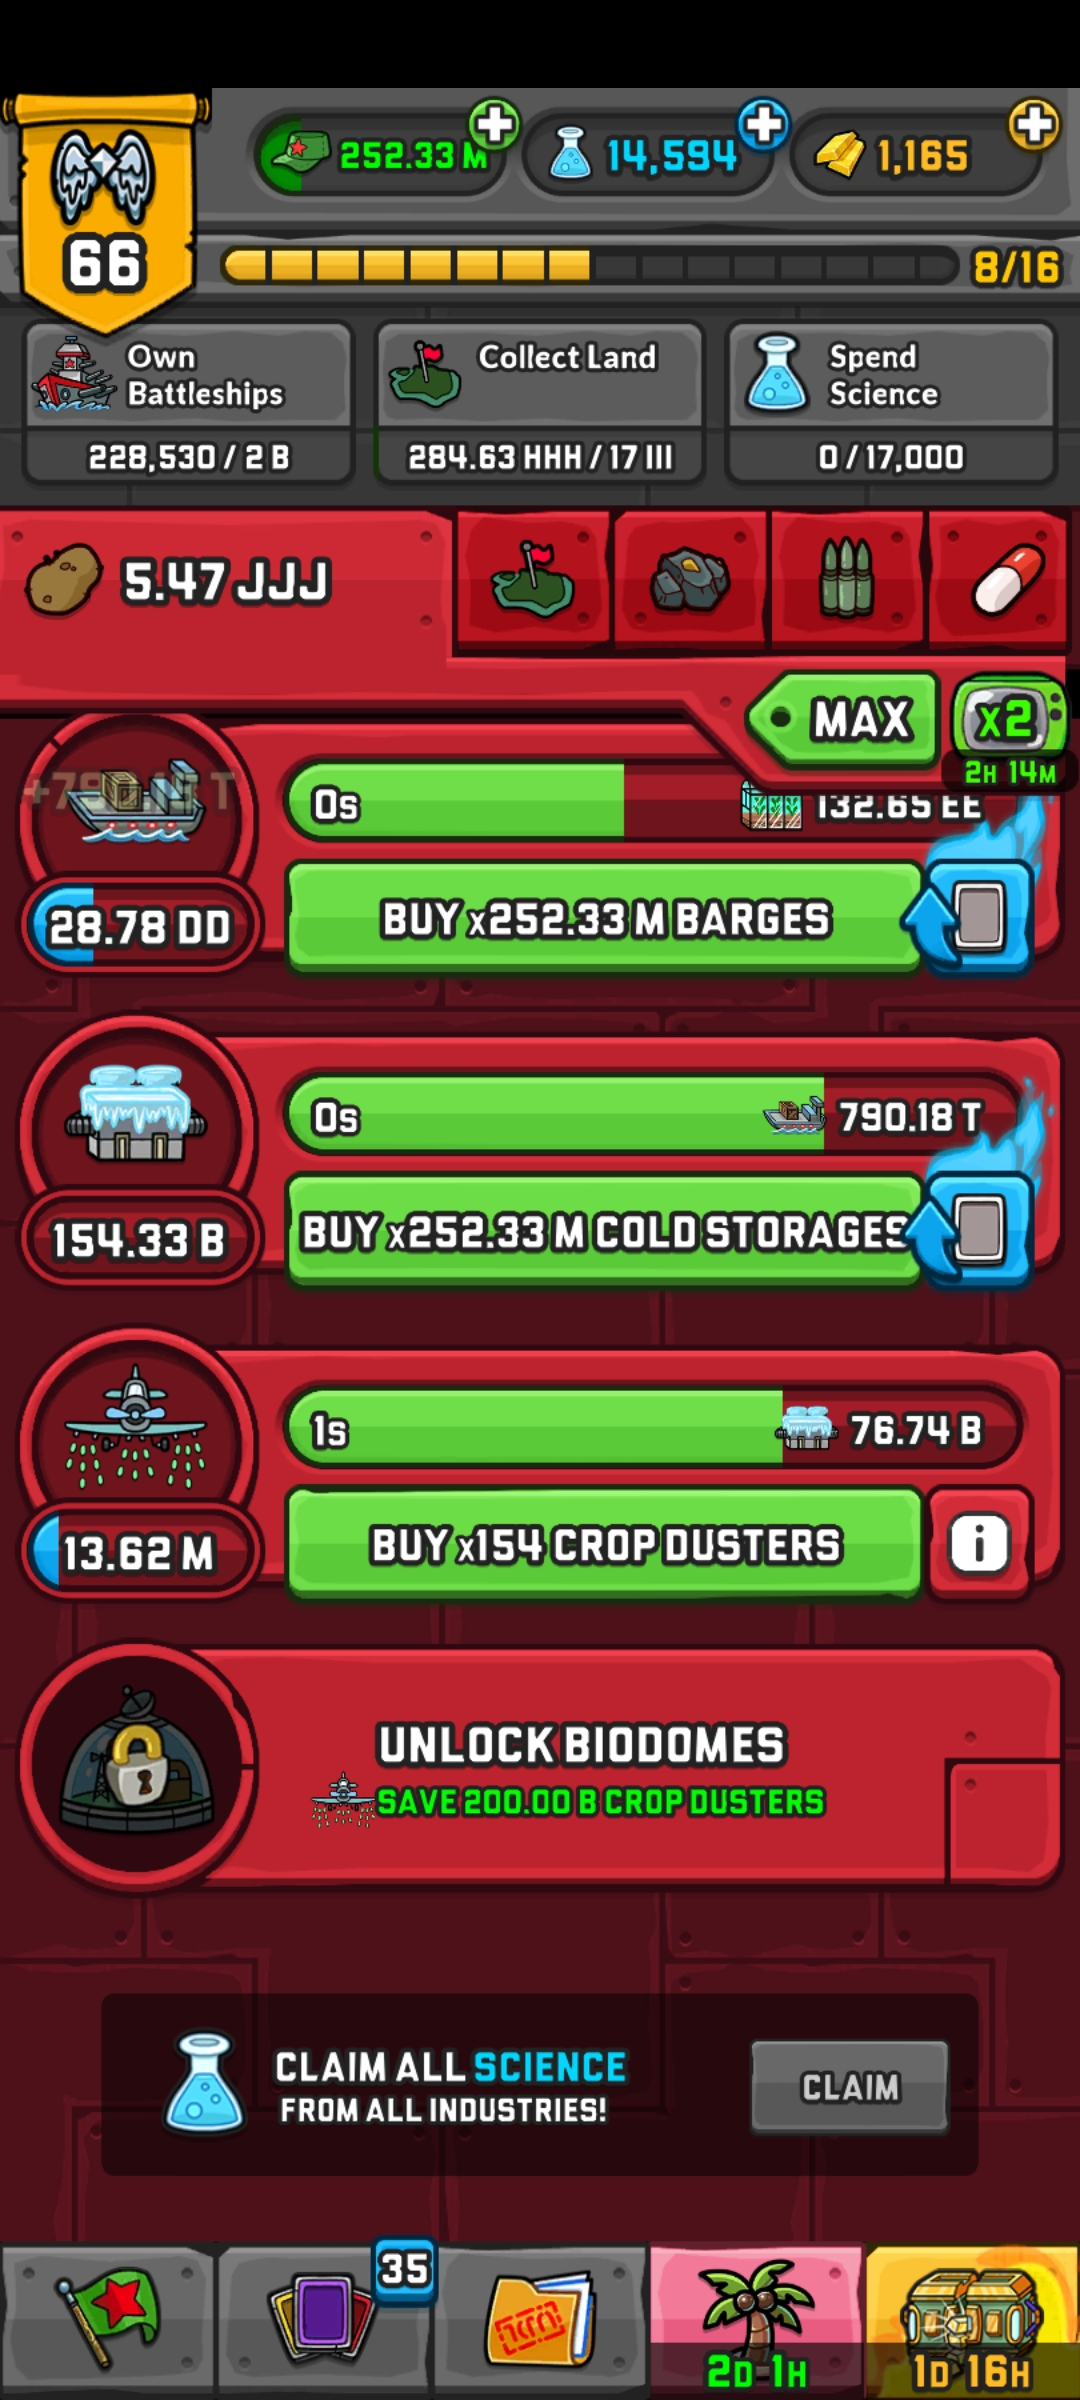 252.33 M
14,594
1,165
66
8/16
Own
Battleships
228,530 / 2 B
Collect Land
284.63 HHH / 17 III
Spend
Science
0 / 17,000
5.47 JJJ
MAX
x2
2H 14M
0s
132.65 EE
28.78 DD
BUY x252.33 M BARGES
0s
790.18 T
154.33 B
BUY x252.33 M COLD STORAGES
1s
76.74 B
13.62 M
BUY x154 CROP DUSTERS
i
UNLOCK BIODOMES
SAVE 200.00 B CROP DUSTERS
CLAIM ALL SCIENCE
FROM ALL INDUSTRIES!
CLAIM
35
2D 1H
1D 16H